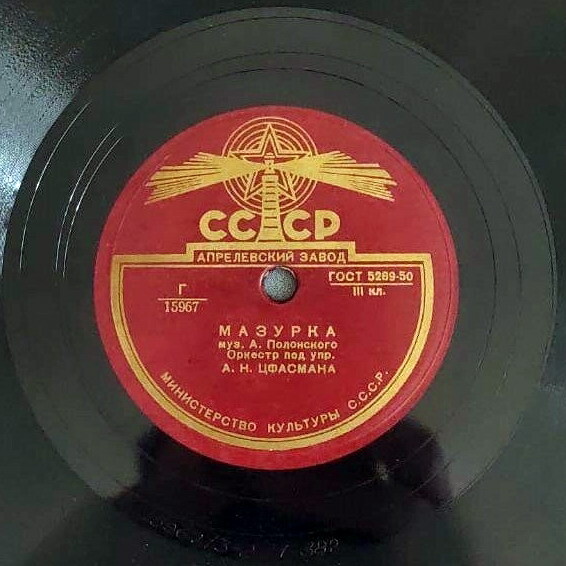 СССР
АПРЕЛЕВСКИЙ ЗАВОД
ГОСТ 5289-50
III кл.
Г
15967
МАЗУРКА
муз. А. Полонского
Оркестр под упр.
А. Н. ЦФАСМАНА
МИНИСТЕРСТВО КУЛЬТУРЫ С.С.С.Р.